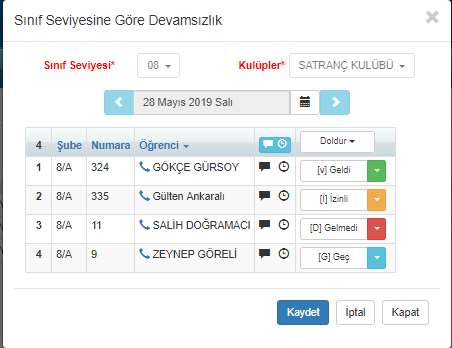 Sınıf Seviyesine Göre Devamsızlık
Sınıf Seviyesi* 08 Kulüpler* SATRANÇ KULÜBÜ
28 Mayıs 2019 Salı
4 Şube Numara Öğrenci Doldur
1 8/A 324 GÖKÇE GÜRSOY [v] Geldi
2 8/A 335 Gülten Ankaralı [İ] İzinli
3 8/A 11 SALİH DOĞRAMACI [D] Gelmedi
4 8/A 9 ZEYNEP GÖRELİ [G] Geç
Kaydet İptal Kapat